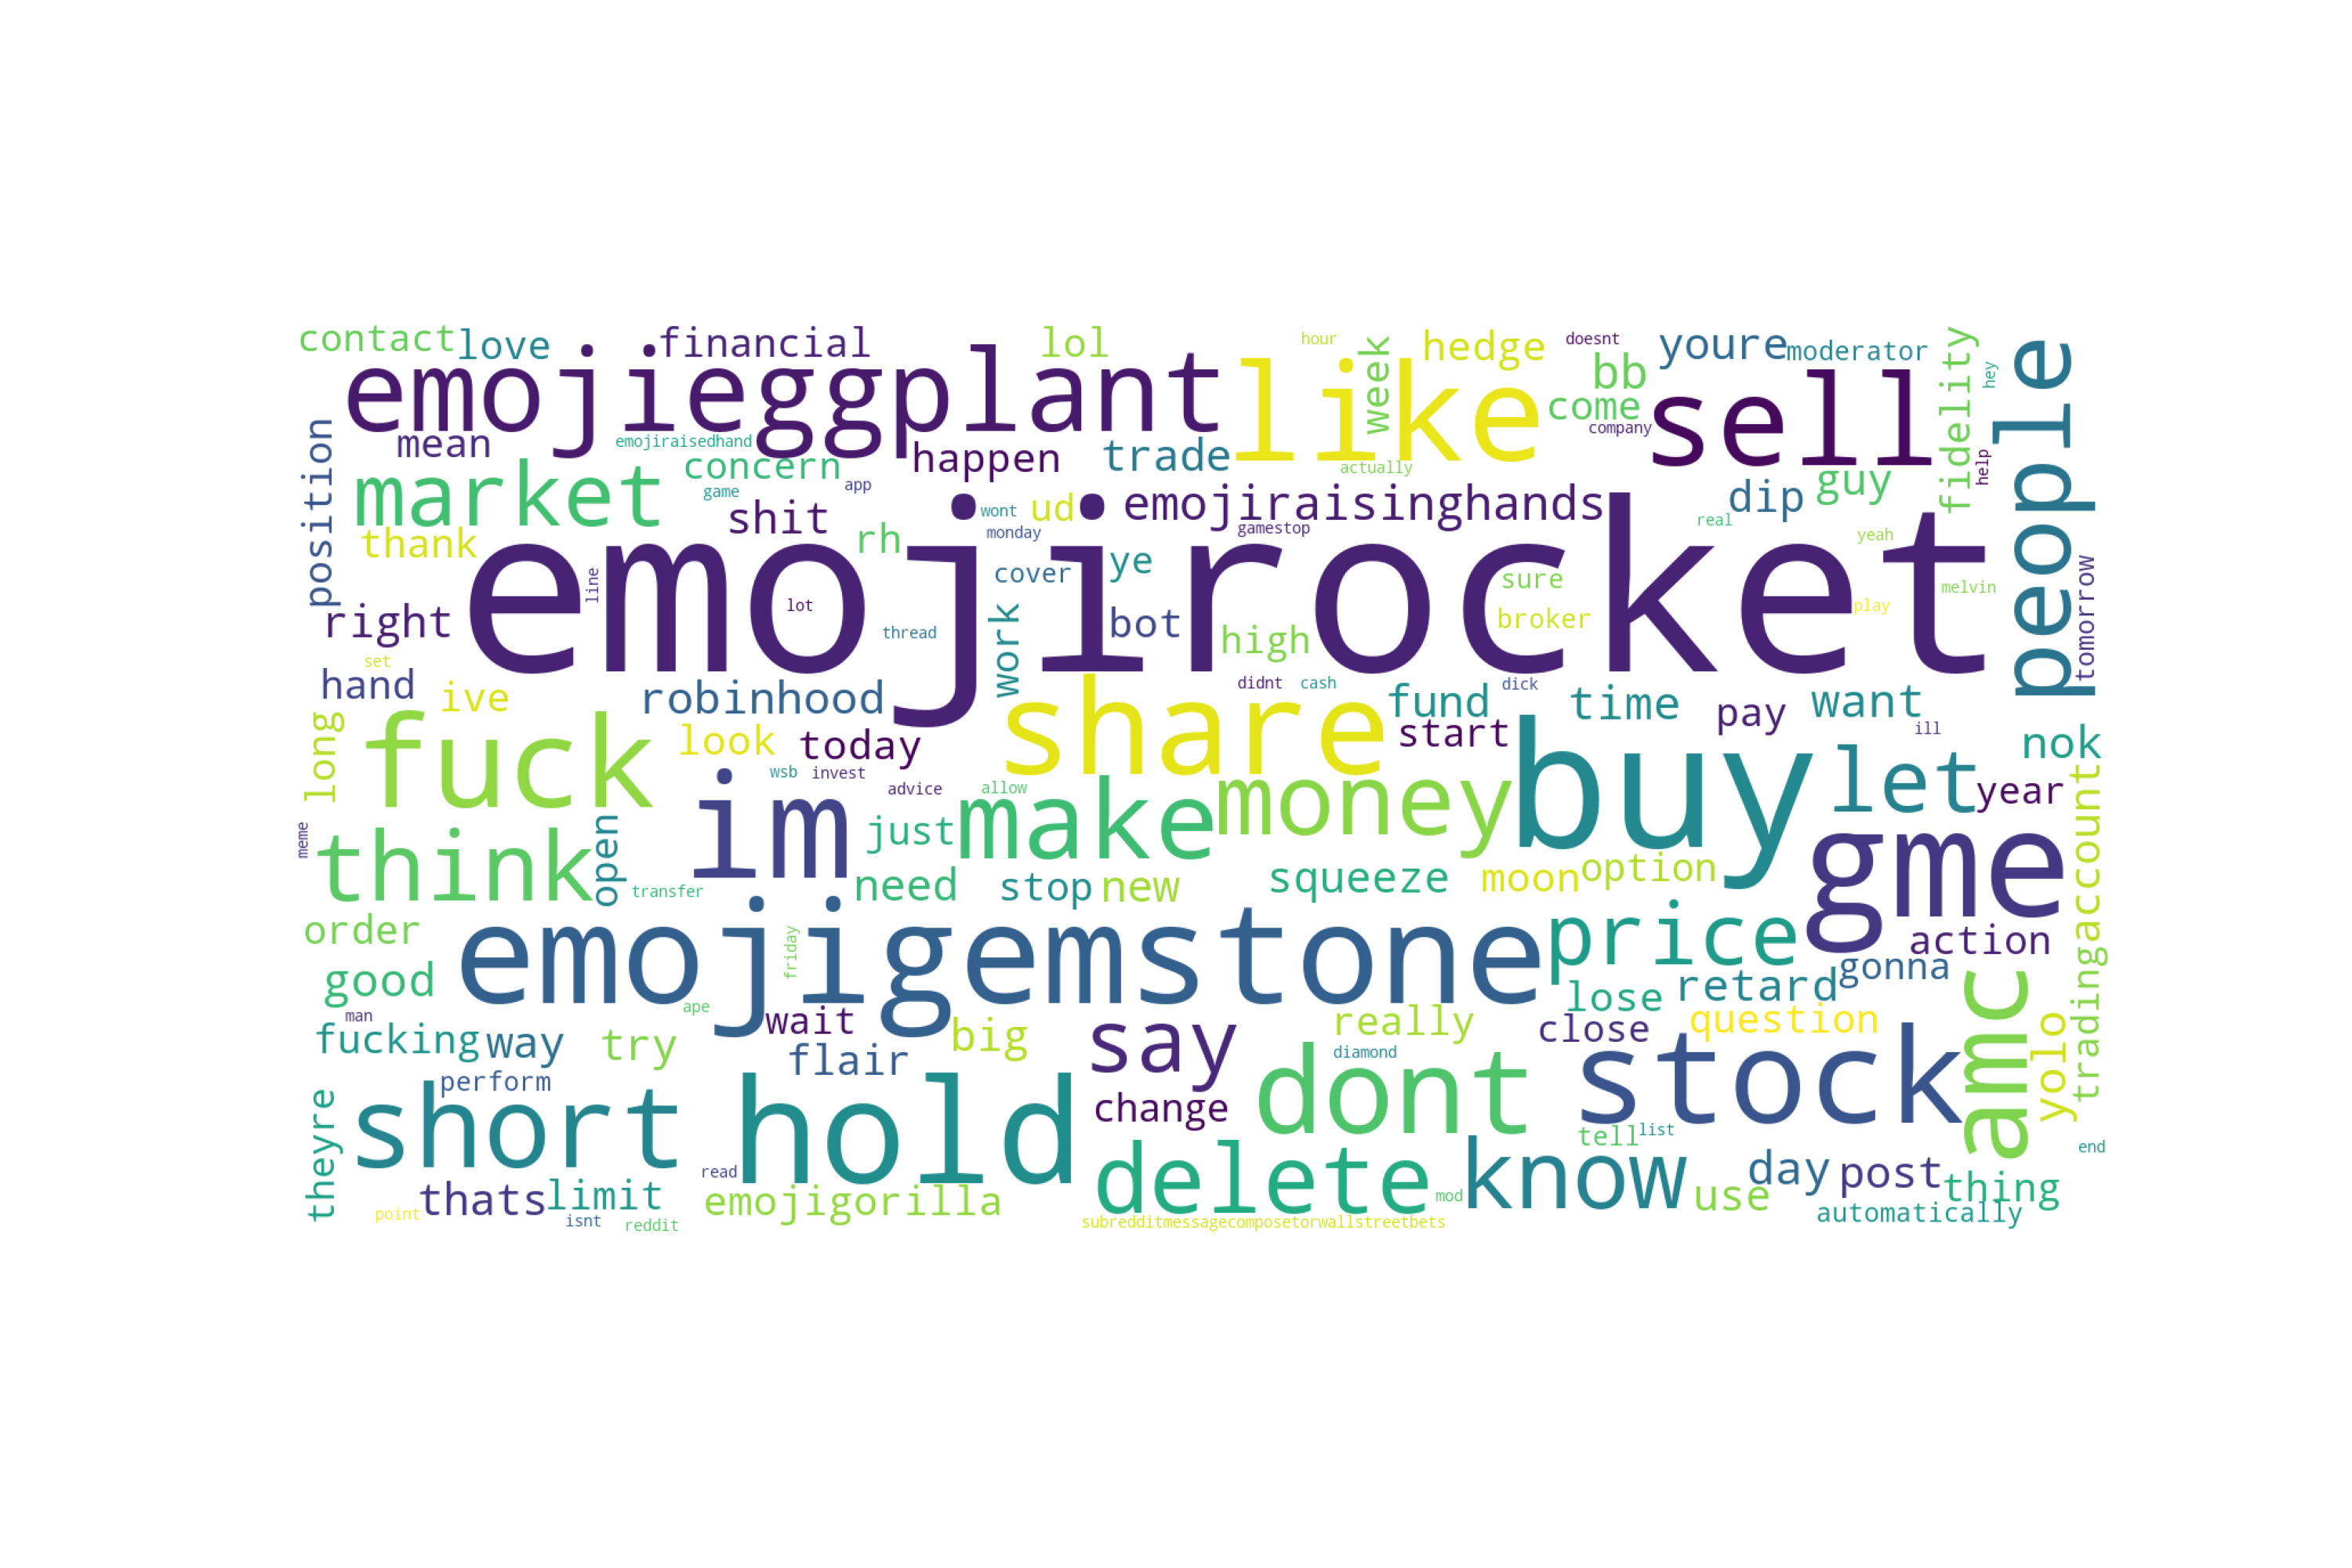 contact
love
financial
lol
hour
hedge
doesnt
youre
moderator
fidelity
hey
people
emojieggplant
like
week
bb
come
company
sell
help
position
mean
emojiraisedhand
concern
happen
trade
actually
market
game
app
shit
wont
ud
emojiraisinghands
dip
guy
real
yeah
thank
rh
monday
gamestop
emojirocket
line
lot
cover
ye
sure
melvin
tomorrow
right
thread
work
bot
high
broker
play
set
hand
ive
robinhood
didnt
cash
dick
share
fund
time
pay
want
ill
long
fuck
look
today
start
nok
buy
let
year
wsb
invest
advice
allow
im
make
money
meme
think
open
just
gme
tradingaccount
transfer
need
stop
new
squeeze
moon
option
order
friday
emojigemstone
price
action
good
ape
lose
retard
gonna
man
wait
amc
fucking
way
try
flair
big
say
really
close
question
yolo
diamond
perform
dont
stock
short
hold
change
theyre
tell
list
end
read
delete
know
day
post
thing
thats
limit
emojigorilla
mod
use
automatically
point
isnt
reddit
subredditmessagecomposetorwallstreetbets